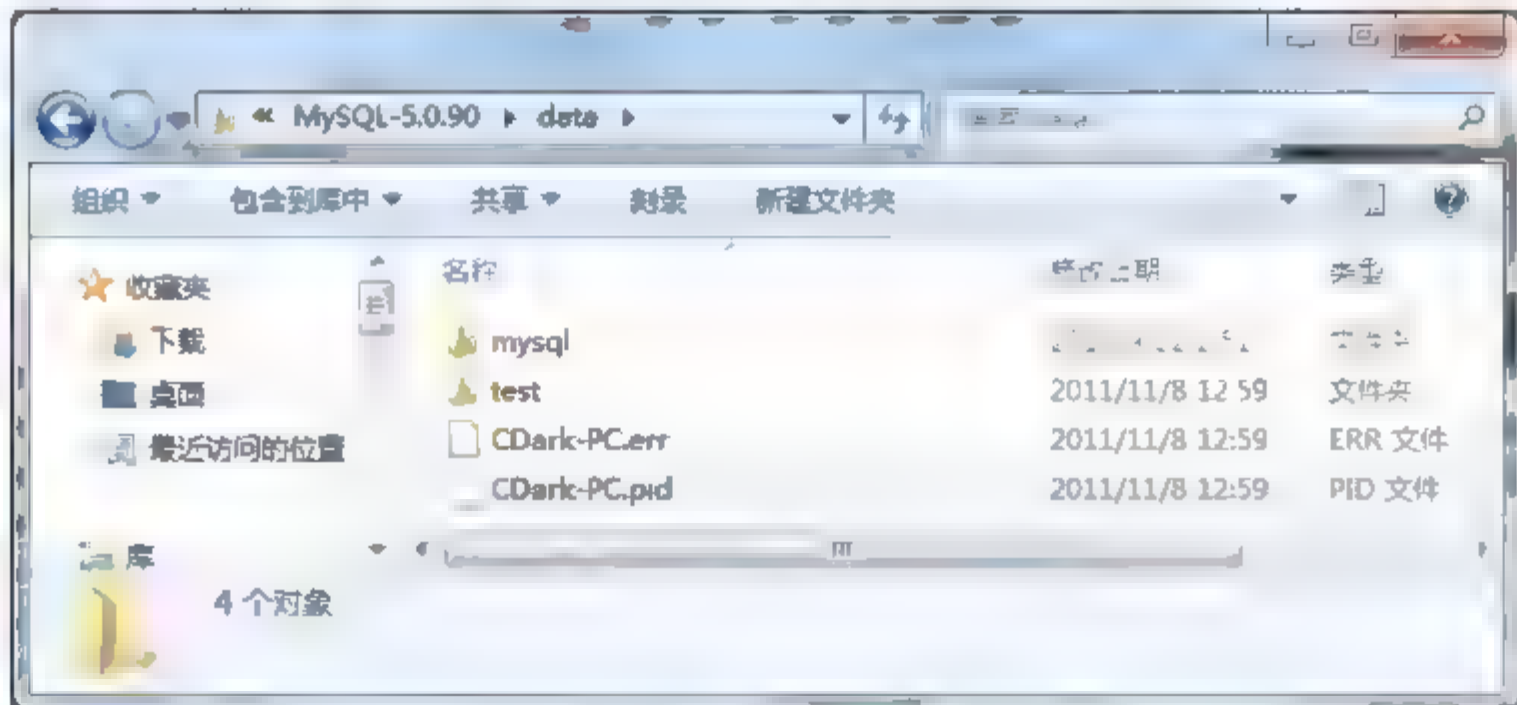 MySQL-5.0.90 data
组织 包含到库中 共享 刻录 新建文件夹
收藏夹
下载
桌面
最近访问的位置
库
名称 修改日期 类型
mysql
test 2011/11/8 12:59 文件夹
CDark-PC.err 2011/11/8 12:59 ERR 文件
CDark-PC.pid 2011/11/8 12:59 PID 文件
4 个对象